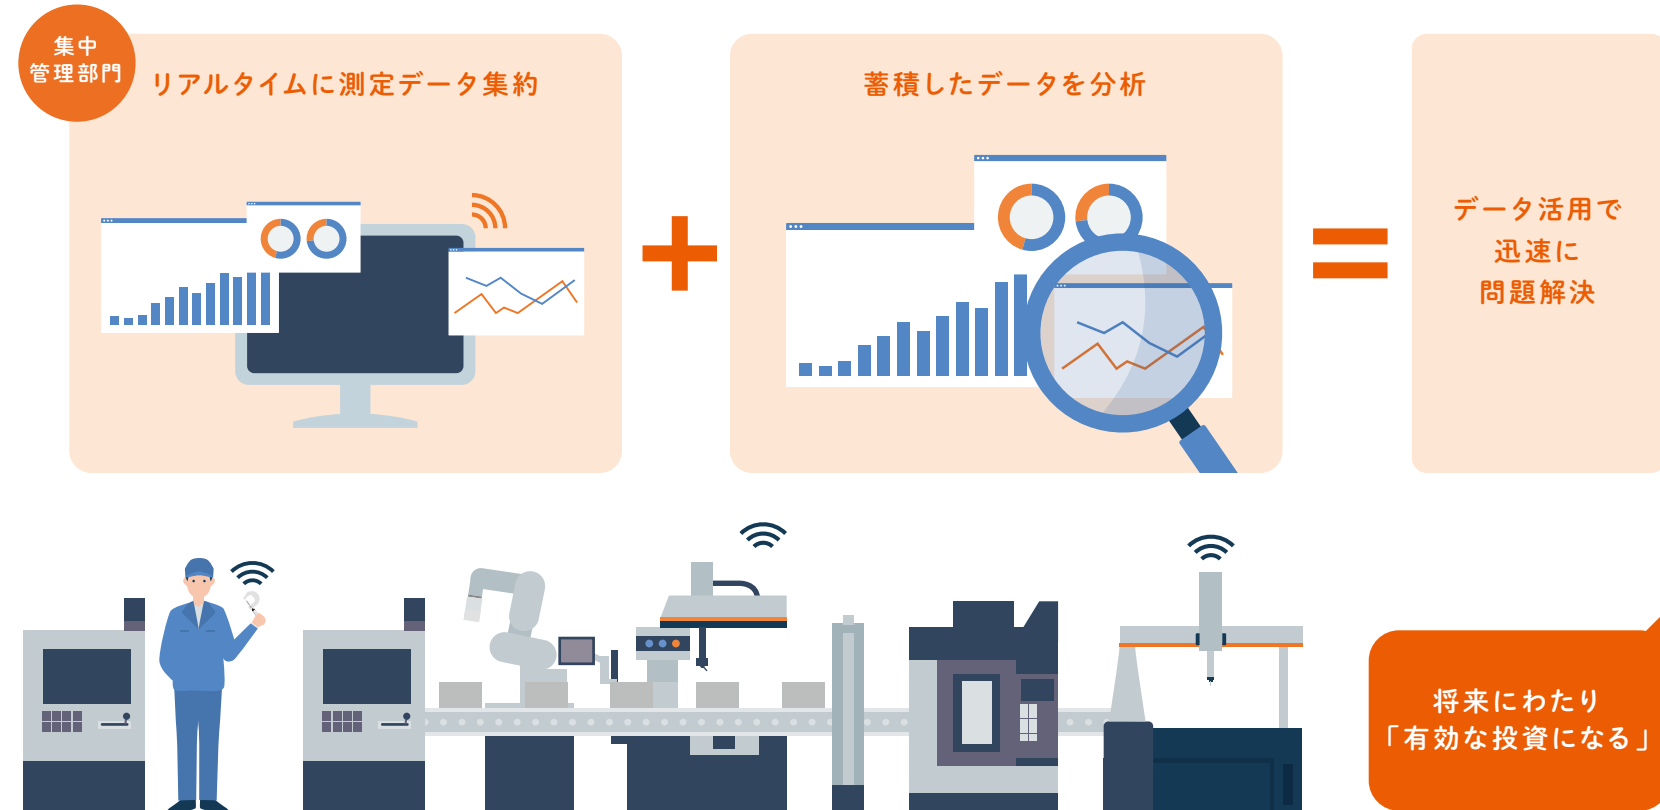 集中
管理部門
リアルタイムに測定データ集約
蓄積したデータを分析
データ活用で
迅速に
問題解決
将来にわたり
「有効な投資になる」